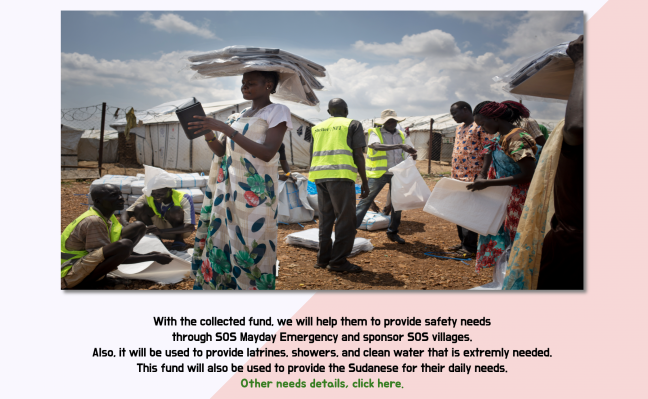 With the collected fund, we will help them to provide safety needs
through SOS Mayday Emergency and sponsor SOS villages.
Also, it will be used to provide latrines, showers, and clean water that is extremly needed.
This fund will also be used to provide the Sudanese for their daily needs.
Other needs details, click here.